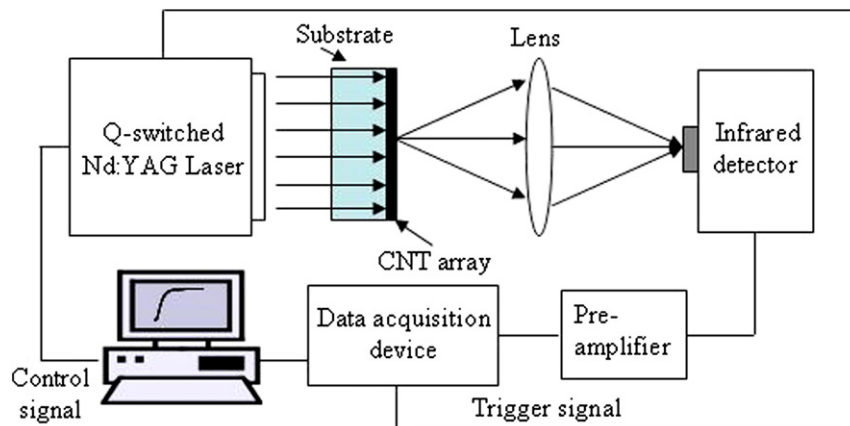 Substrate
Lens
Q-switched
Nd:YAG Laser
Infrared
detector
CNT array
Data acquisition
device
Pre-
amplifier
Control
signal
Trigger signal